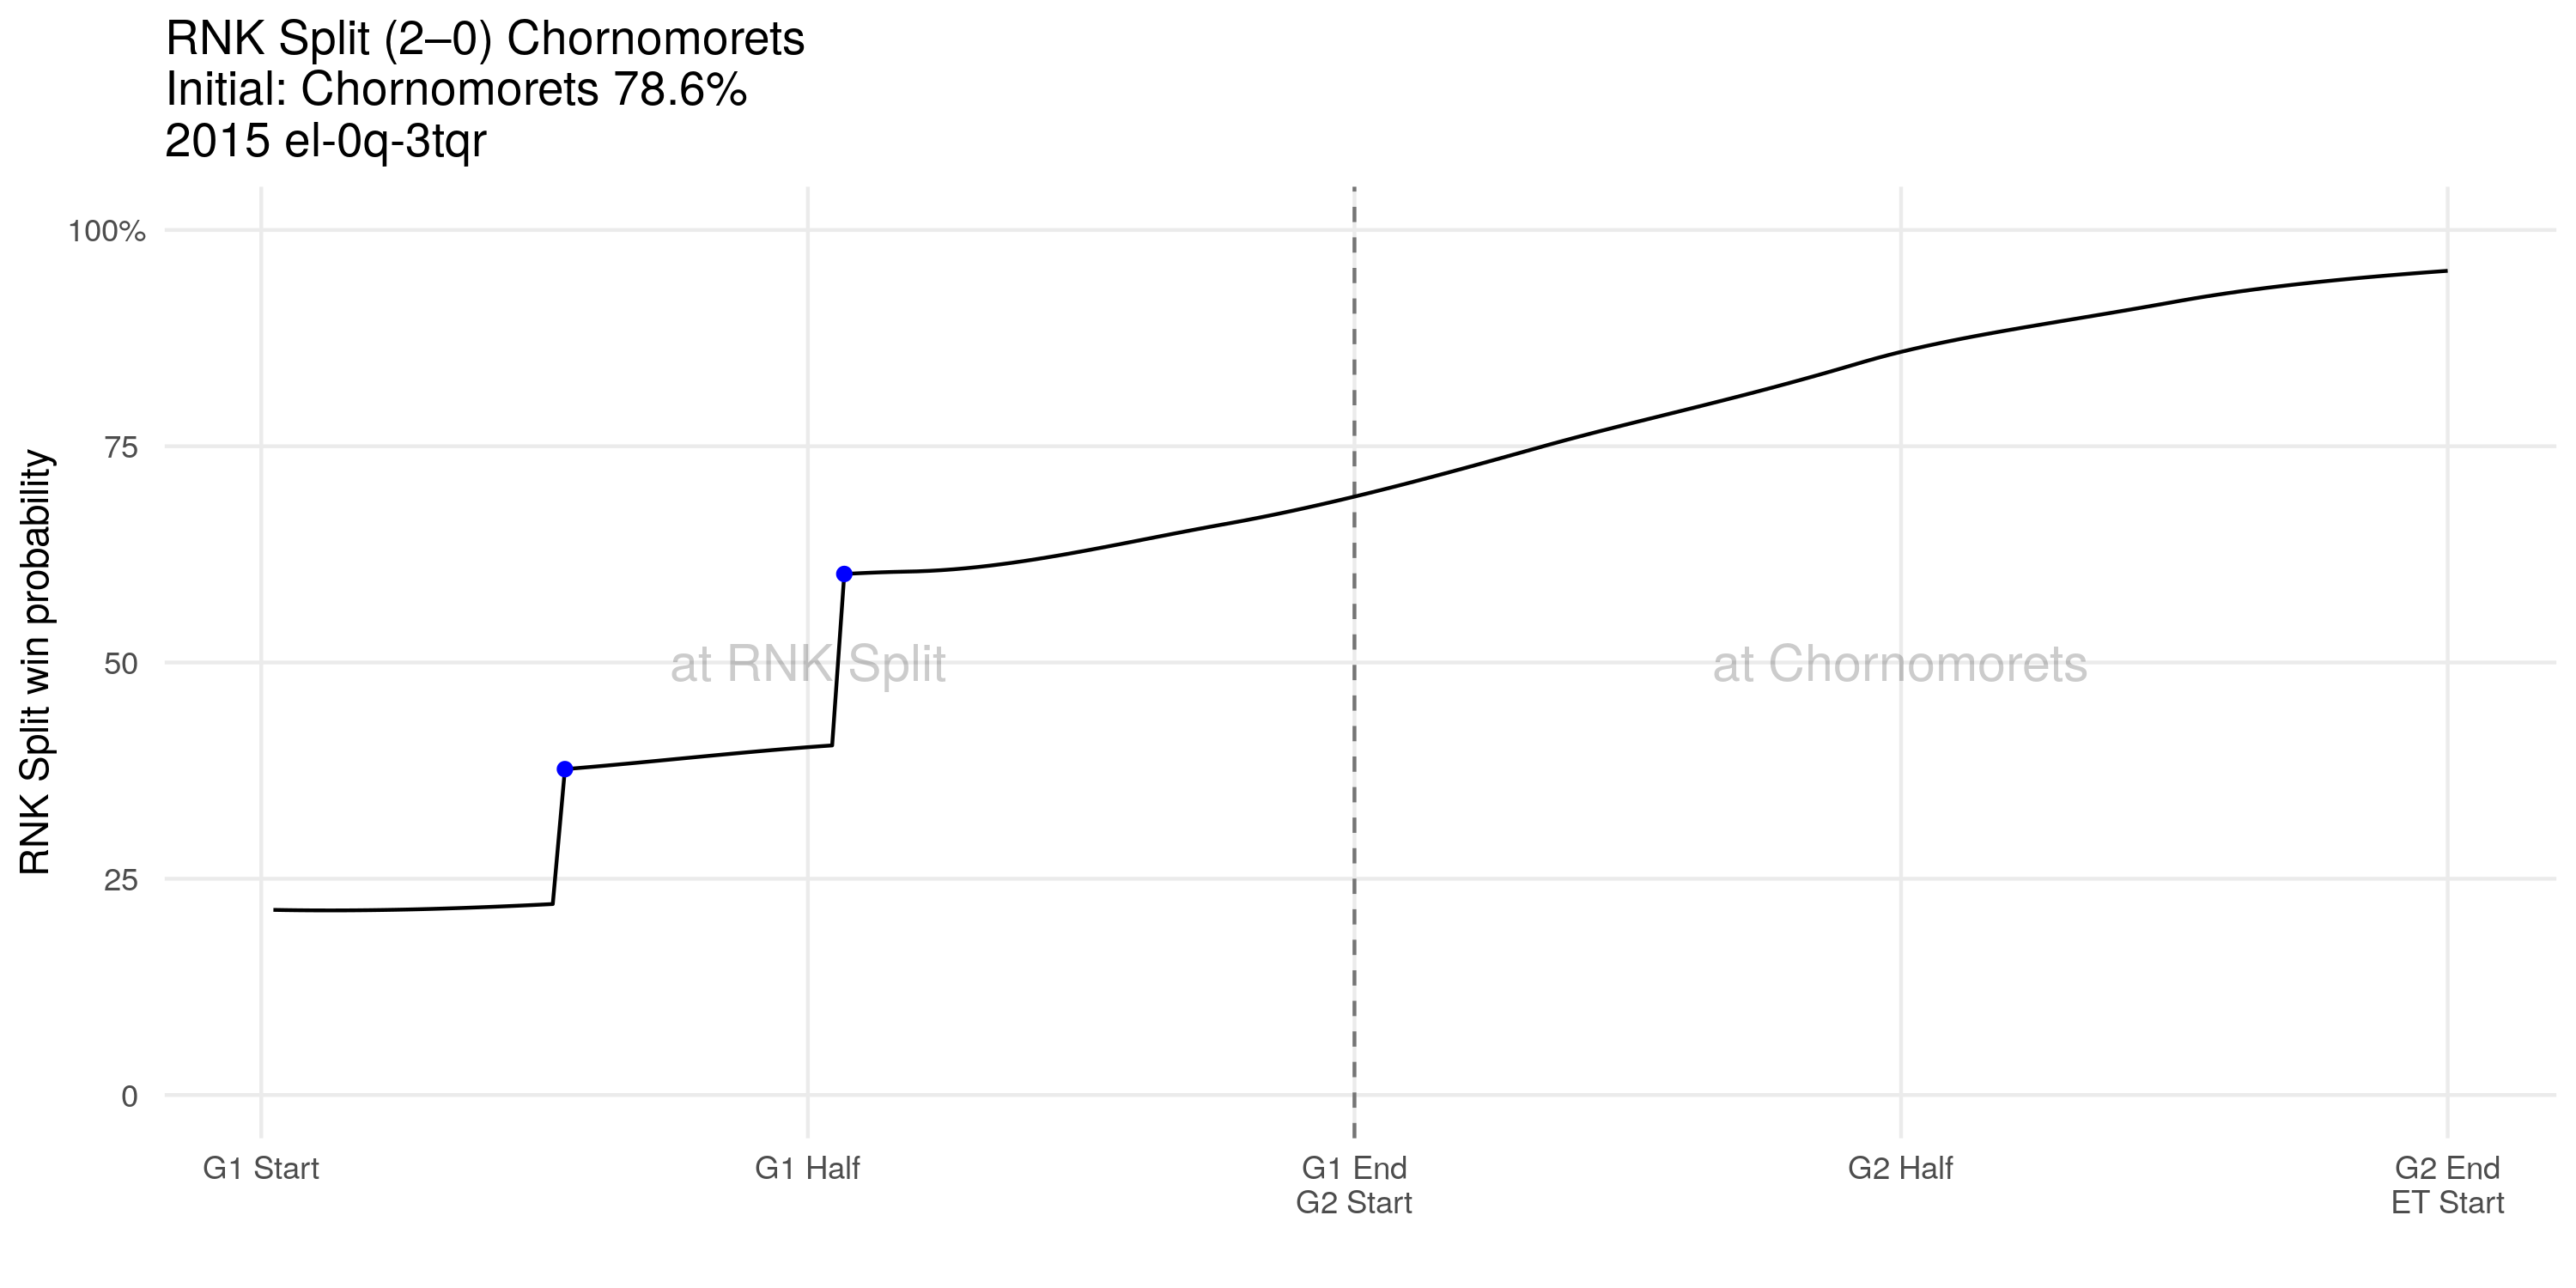 RNK Split (2–0) Chornomorets
Initial: Chornomorets 78.6%
2015 el-0q-3tqr
RNK Split win probability
100%
75
50
25
0
at RNK Split
at Chornomorets
G1 Start
G1 Half
G1 End
G2 Start
G2 Half
G2 End
ET Start